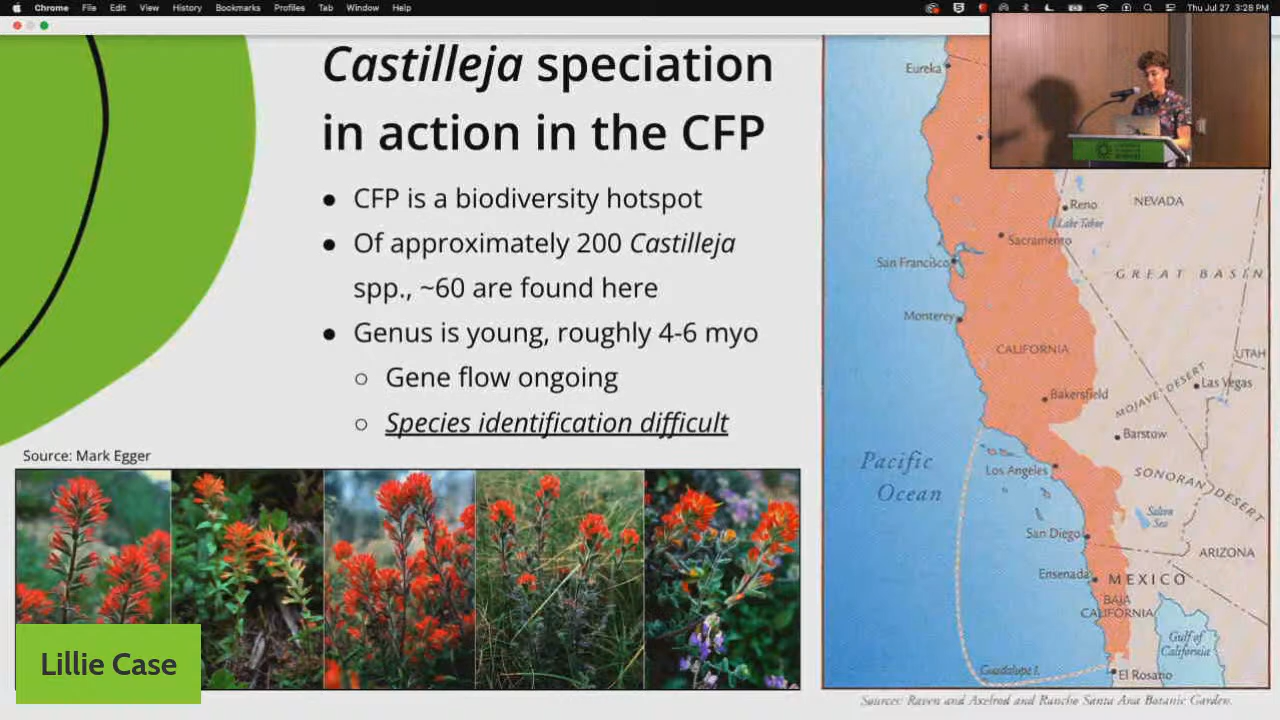 Chrome File Edit View History Bookmarks Profiles Tab Window Help
Thu Jul 27 3:28 PM
Castilleja speciation
in action in the CFP
● CFP is a biodiversity hotspot
● Of approximately 200 Castilleja
spp., ~60 are found here
● Genus is young, roughly 4-6 myo
○ Gene flow ongoing
○ Species identification difficult
Source: Mark Egger
Lillie Case
Eureka
Reno
NEVADA
Lake Tahoe
Sacramento
San Francisco
GREAT BASIN
Monterey
CALIFORNIA
UTAH
Bakersfield
MOJAVE DESERT
Las Vegas
Barstow
Pacific
Ocean
Los Angeles
SONORAN DESERT
Salton
Sea
San Diego
ARIZONA
Ensenada
MEXICO
BAJA
CALIFORNIA
Gulf of
California
Guadalupe I.
El Rosario
Sources: Raven and Axelrod and Rancho Santa Ana Botanic Garden.